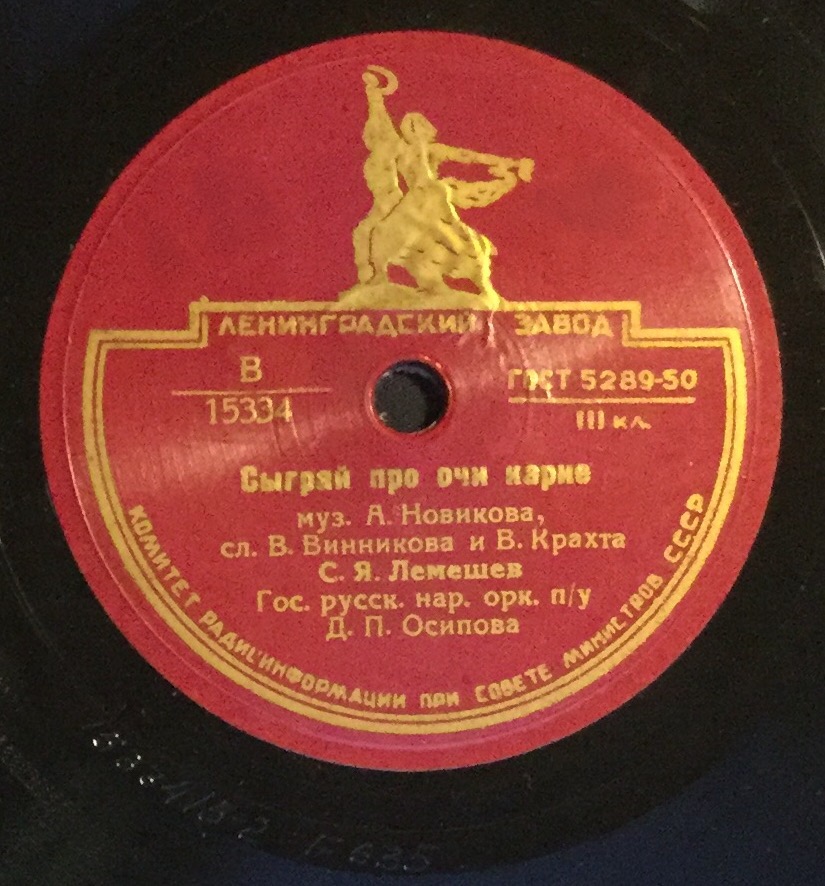 ЛЕНИНГРАДСКИЙ ЗАВОД
В
15334
ГОСТ 5289-50
III кл.
Сыграй про очи карие
муз. А. Новикова,
сл. В. Винникова и В. Крахта
С. Я. Лемешев
Гос. русск. нар. орк. п/у
Д. П. Осипова
КОМИТЕТ РАДИОИНФОРМАЦИИ ПРИ СОВЕТЕ МИНИСТРОВ СССР